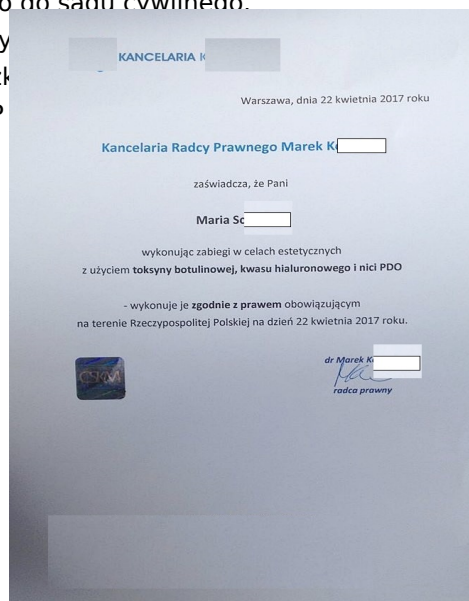 o do sądu cywilnego.
KANCELARIA K
Warszawa, dnia 22 kwietnia 2017 roku
Kancelaria Radcy Prawnego Marek K
zaświadcza, że Pani
Maria Sc
wykonując zabiegi w celach estetycznych
z użyciem toksyny botulinowej, kwasu hialuronowego i nici PDO
- wykonuje je zgodnie z prawem obowiązującym
na terenie Rzeczypospolitej Polskiej na dzień 22 kwietnia 2017 roku.
dr Marek K
radca prawny